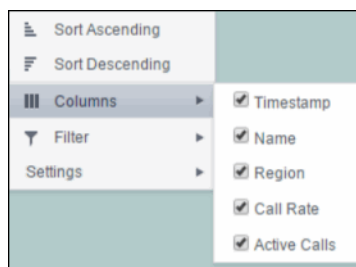 Sort Ascending
Sort Descending
Columns
Filter
Settings
Timestamp
Name
Region
Call Rate
Active Calls